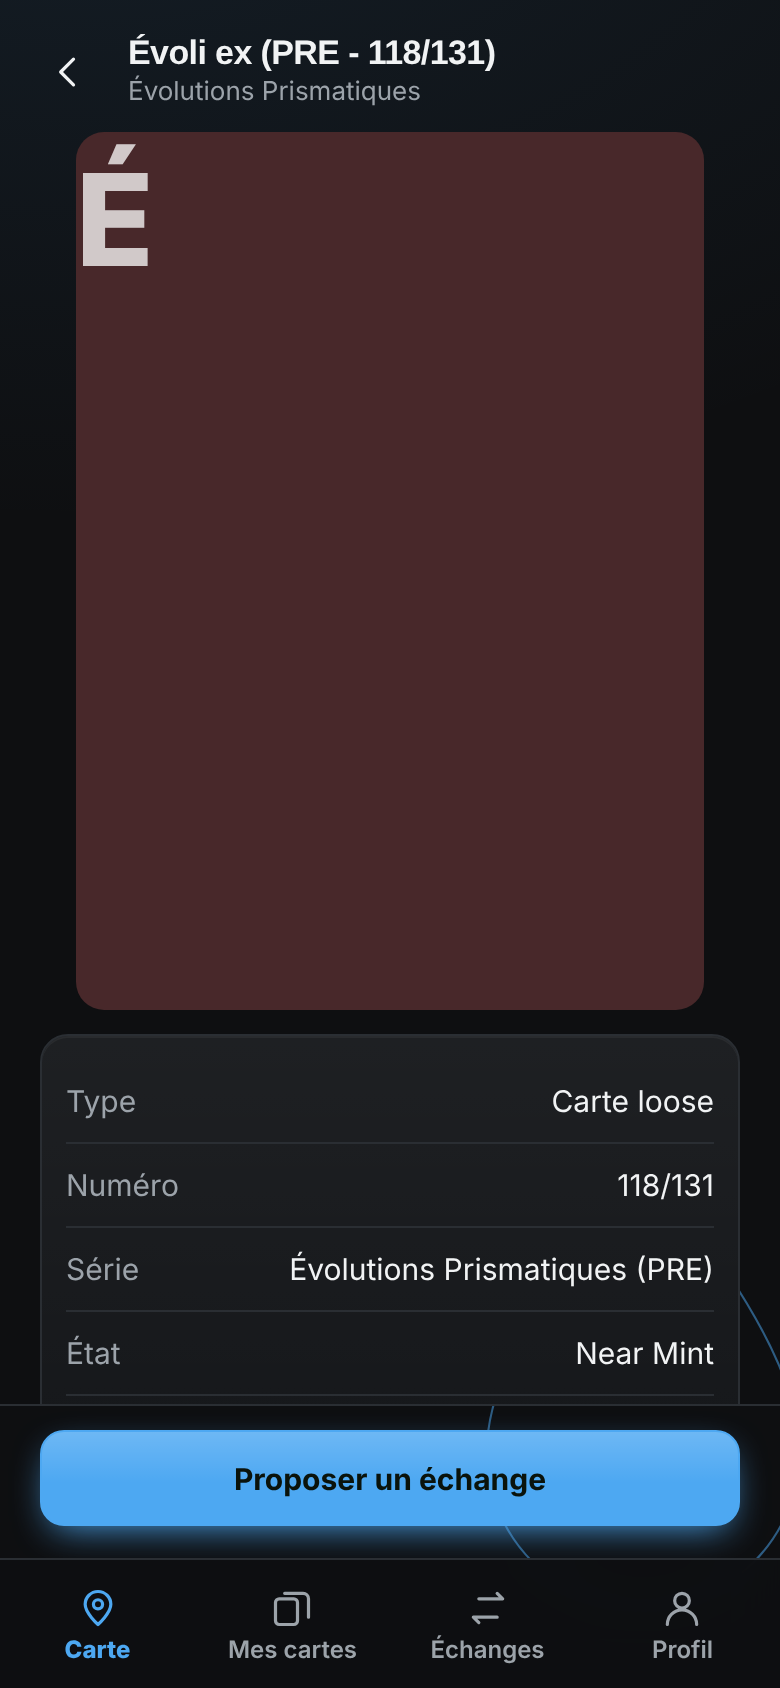 Évoli ex (PRE - 118/131)
Évolutions Prismatiques
É
Type Carte loose
Numéro 118/131
Série Évolutions Prismatiques (PRE)
État Near Mint
Proposer un échange
Carte Mes cartes Échanges Profil